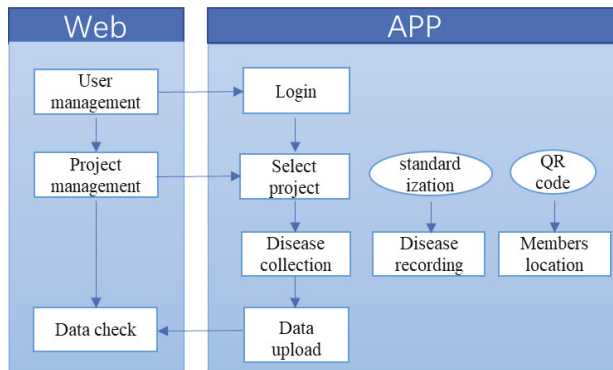 Web
APP
User
management
Login
Project
management
Select
project
standard
ization
QR
code
Disease
collection
Disease
recording
Members
location
Data check
Data
upload